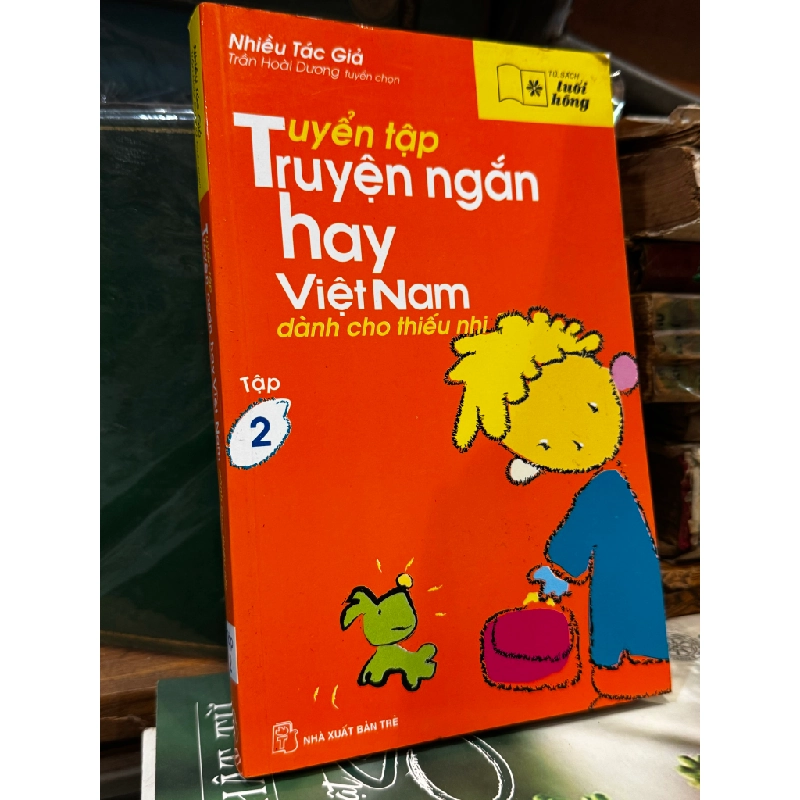 Nhiều Tác Giả
Trần Hoài Dương tuyển chọn
TỦ SÁCH
tuổi
hồng
Tuyển tập
Truyện ngắn
hay
Việt Nam
dành cho thiếu nhi
Tập
2
NHÀ XUẤT BẢN TRẺ